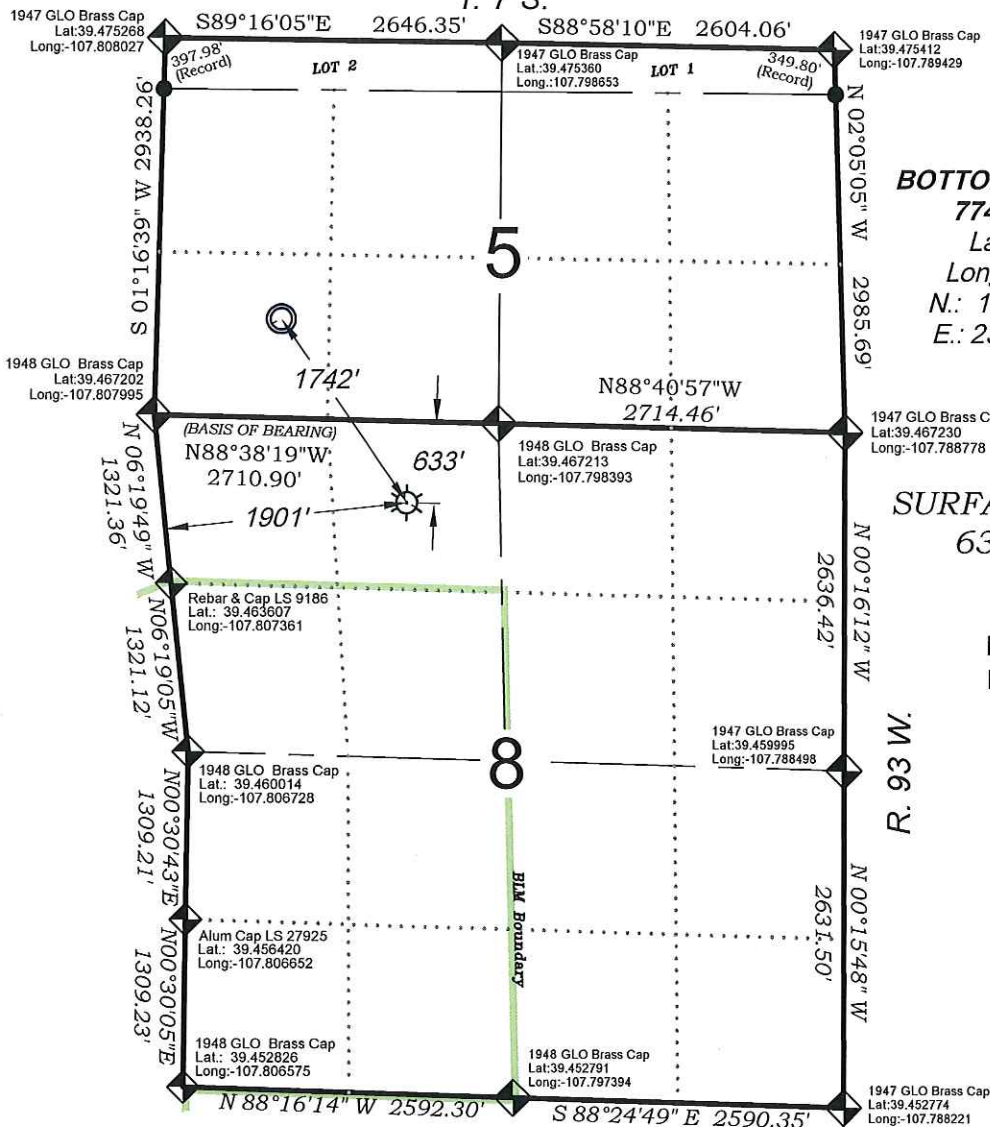 T. 7 S.
1947 GLO Brass Cap
Lat:39.475268
Long:-107.808027
S89°16'05"E 2646.35'
S88°58'10"E 2604.06'
1947 GLO Brass Cap
Lat:39.475412
Long:-107.789429
397.98'
(Record)
LOT 2
1947 GLO Brass Cap
Lat.:39.475360
Long.:107.798653
LOT 1
349.80'
(Record)
S 01°19'39" W 2938.26'
N 02°05'05" W 2985.69'
BOTTO
774
La
Lon
N.: 1
E.: 2
5
1742'
1948 GLO Brass Cap
Lat:39.467202
Long:-107.807995
N88°40'57"W
2714.46'
1947 GLO Brass C
Lat:39.467230
Long:-107.788778
(BASIS OF BEARING)
N88°38'19"W
2710.90'
633'
1948 GLO Brass Cap
Lat:39.467213
Long:-107.798393
N 06°19'49" W
1321.36'
1901'
SURFA
63
N 00°16'12" W
2636.42'
Rebar & Cap LS 9186
Lat.: 39.463607
Long:-107.807361
N06°19'05"W
1321.12'
R. 93 W.
1947 GLO Brass Cap
Lat:39.459995
Long:-107.788498
8
1948 GLO Brass Cap
Lat.: 39.460014
Long:-107.806728
N00°30'43"E
1309.21'
BLM Boundary
N 00°15'48" W
2631.50'
Alum Cap LS 27925
Lat.: 39.456420
Long:-107.806652
N00°30'05"E
1309.23'
1948 GLO Brass Cap
Lat.: 39.452826
Long:-107.806575
1948 GLO Brass Cap
Lat:39.452791
Long:-107.797394
N 88°16'14" W 2592.30'
S 88°24'49" E 2590.35'
1947 GLO Brass Cap
Lat:39.452774
Long:-107.788221